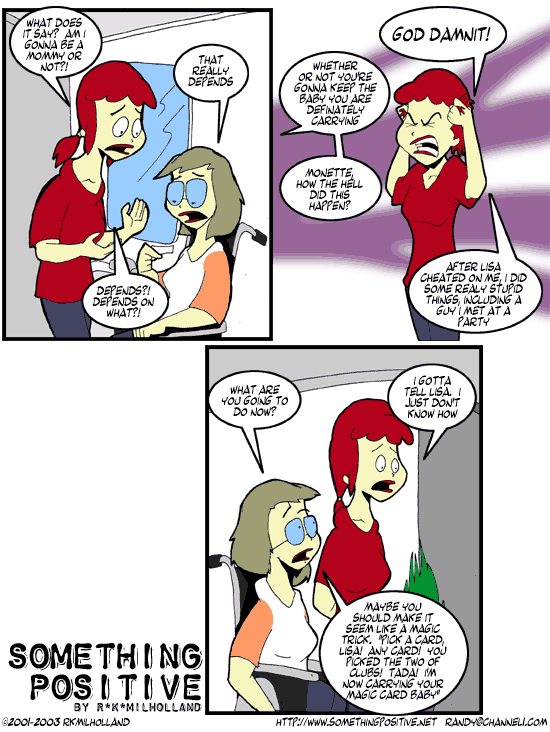 WHAT DOES
IT SAY? AM I
GONNA BE A
MOMMY OR
NOT?!
THAT
REALLY
DEPENDS
DEPENDS?!
DEPENDS ON
WHAT?!
GOD DAMNIT!
WHETHER
OR NOT YOU'RE
GONNA KEEP THE
BABY YOU ARE
DEFINATELY
CARRYING
MONETTE,
HOW THE HELL
DID THIS
HAPPEN?
AFTER LISA
CHEATED ON ME, I DID
SOME REALY STUPID
THINGS, INCLUDING A
GUY I MET AT A
PARTY
WHAT ARE
YOU GOING TO
DO NOW?
I GOTTA
TELL LISA. I
JUST DON'T
KNOW HOW
MAYBE YOU
SHOULD MAKE IT
SEEM LIKE A MAGIC
TRICK. "PICK A CARD,
LISA! ANY CARD! YOU
PICKED THE TWO OF
CLUBS! TADA! I'M
NOW CARRYING YOUR
MAGIC CARD BABY"
SOMETHING
POSITIVE
BY R*K*MILHOLLAND
©2001-2003 RKMILHOLLAND
HTTP://WWW.SOMETHINGPOSITIVE.NET RANDY@CHANNEL1.COM